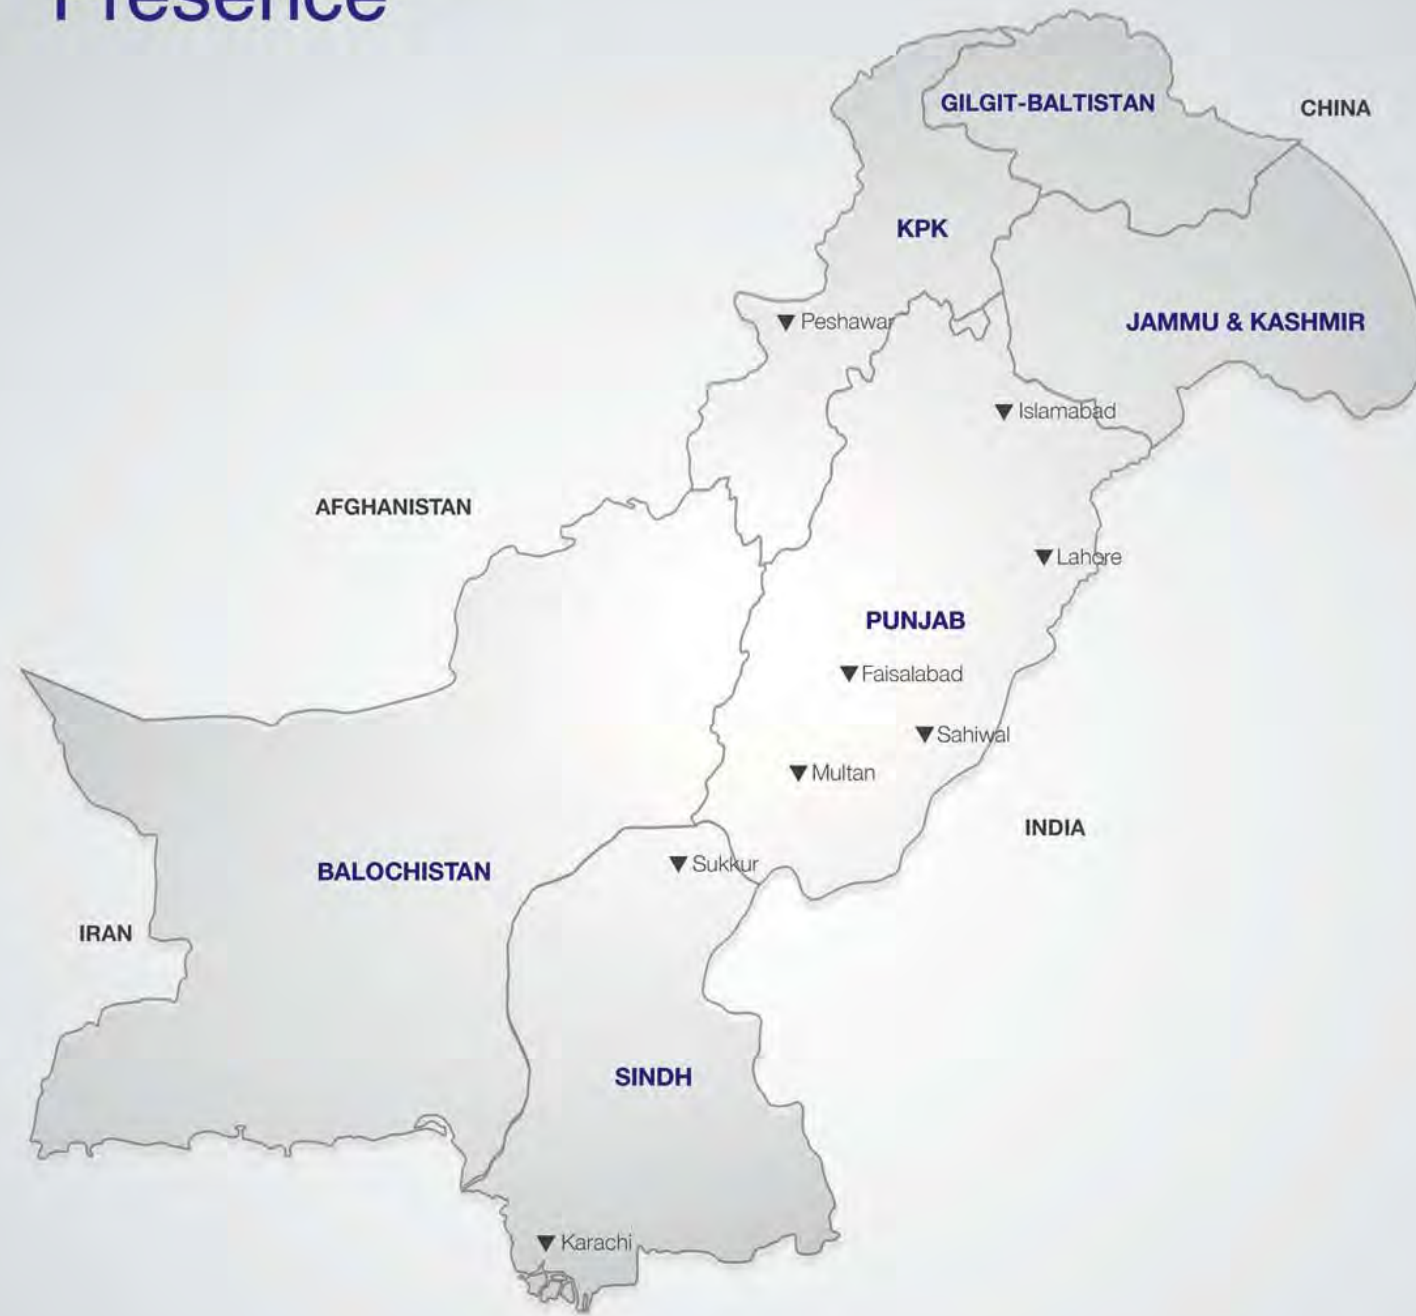 Presence
GILGIT-BALTISTAN
CHINA
KPK
JAMMU & KASHMIR
Peshawar
Islamabad
AFGHANISTAN
Lahore
PUNJAB
Faisalabad
Sahiwal
Multan
INDIA
Sukkur
BALOCHISTAN
IRAN
SINDH
Karachi